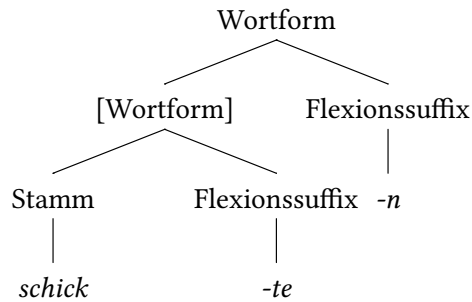 Wortform
[Wortform] Flexionssuffix
Stamm Flexionssuffix -n
schick -te